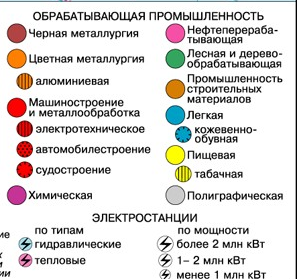 ОБРАБАТЫВАЮЩАЯ ПРОМЫШЛЕННОСТЬ
Черная металлургия
Цветная металлургия
алюминиевая
Машиностроение
и металлообработка
электротехническое
автомобилестроение
судостроение
Химическая
Нефтеперераба-
тывающая
Лесная и дерево-
обрабатывающая
Промышленность
строительных
материалов
Легкая
кожевенно-
обувная
Пищевая
табачная
Полиграфическая
ЭЛЕКТРОСТАНЦИИ
по типам
гидравлические
тепловые
по мощности
более 2 млн кВт
1– 2 млн кВт
менее 1 млн кВт